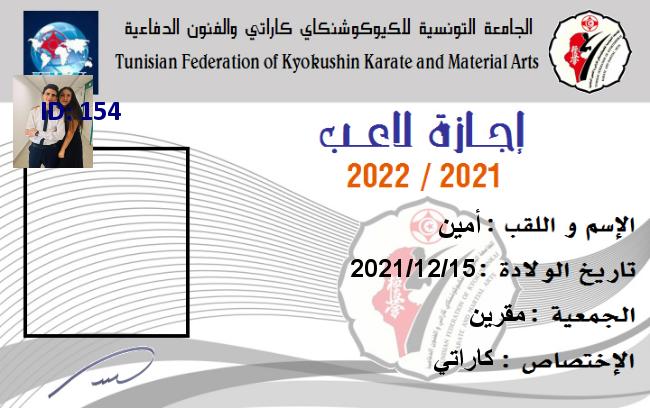 الجامعة التونسية للكيوكوشنكاي كاراتي والفنون الدفاعية
Tunisian Federation of Kyokushin Karate and Material Arts
ID: 154
إجازة لاعب
2022 / 2021
الإسم و اللقب : أمين
تاريخ الولادة : 2021/12/15
الجمعية : مقرين
الإختصاص : كاراتي